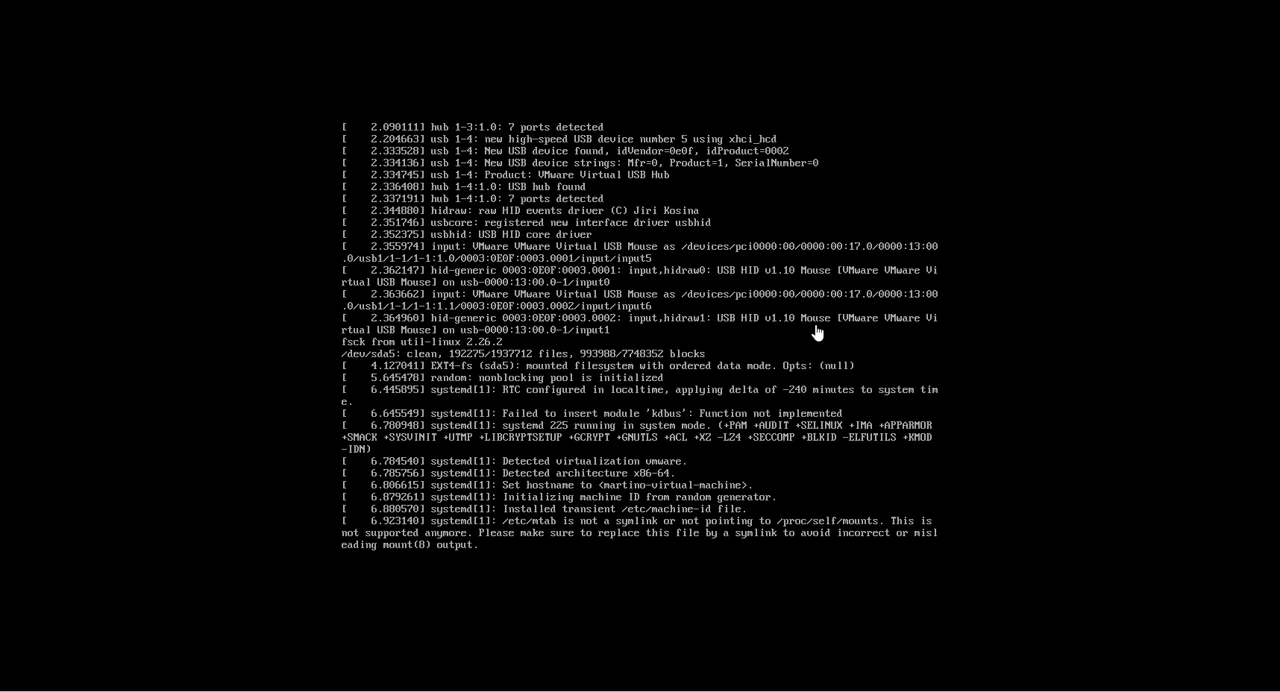 [    2.090111] hub 1-3:1.0: 7 ports detected
[    2.204663] usb 1-4: new high-speed USB device number 5 using xhci_hcd
[    2.333528] usb 1-4: New USB device found, idVendor=0e0f, idProduct=0002
[    2.334136] usb 1-4: New USB device strings: Mfr=0, Product=1, SerialNumber=0
[    2.334745] usb 1-4: Product: VMware Virtual USB Hub
[    2.336408] hub 1-4:1.0: USB hub found
[    2.337191] hub 1-4:1.0: 7 ports detected
[    2.344880] hidraw: raw HID events driver (C) Jiri Kosina
[    2.351746] usbcore: registered new interface driver usbhid
[    2.352375] usbhid: USB HID core driver
[    2.355974] input: VMware VMware Virtual USB Mouse as /devices/pci0000:00/0000:00:17.0/0000:13:00
.0/usb1/1-1/1-1:1.0/0003:0E0F:0003.0001/input/input5
[    2.362147] hid-generic 0003:0E0F:0003.0001: input,hidraw0: USB HID v1.10 Mouse [VMware VMware Vi
rtual USB Mouse] on usb-0000:13:00.0-1/input0
[    2.363662] input: VMware VMware Virtual USB Mouse as /devices/pci0000:00/0000:00:17.0/0000:13:00
.0/usb1/1-1/1-1:1.1/0003:0E0F:0003.0002/input/input6
[    2.364960] hid-generic 0003:0E0F:0003.0002: input,hidraw1: USB HID v1.10 Mouse [VMware VMware Vi
rtual USB Mouse] on usb-0000:13:00.0-1/input1
fsck from util-linux 2.26.2
/dev/sda5: clean, 192275/1937712 files, 993988/7748352 blocks
[    4.127041] EXT4-fs (sda5): mounted filesystem with ordered data mode. Opts: (null)
[    5.645478] random: nonblocking pool is initialized
[    6.445895] systemd[1]: RTC configured in localtime, applying delta of -240 minutes to system tim
e.
[    6.645549] systemd[1]: Failed to insert module 'kdbus': Function not implemented
[    6.780948] systemd[1]: systemd 225 running in system mode. (+PAM +AUDIT +SELINUX +IMA +APPARMOR
+SMACK +SYSVINIT +UTMP +LIBCRYPTSETUP +GCRYPT +GNUTLS +ACL +XZ -LZ4 +SECCOMP +BLKID -ELFUTILS +KMOD
-IDN)
[    6.784540] systemd[1]: Detected virtualization vmware.
[    6.785756] systemd[1]: Detected architecture x86-64.
[    6.806615] systemd[1]: Set hostname to <martino-virtual-machine>.
[    6.879261] systemd[1]: Initializing machine ID from random generator.
[    6.880570] systemd[1]: Installed transient /etc/machine-id file.
[    6.923140] systemd[1]: /etc/mtab is not a symlink or not pointing to /proc/self/mounts. This is
not supported anymore. Please make sure to replace this file by a symlink to avoid incorrect or misl
eading mount(8) output.